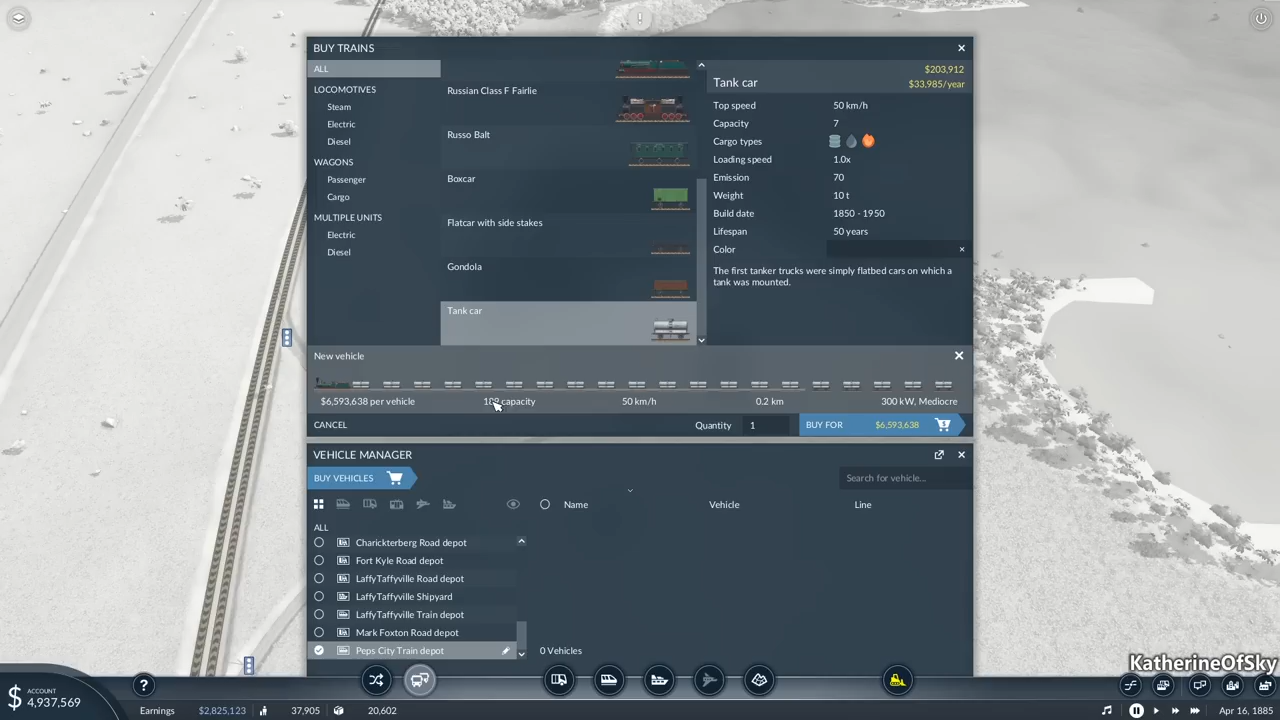 BUY TRAINS
ALL
LOCOMOTIVES
Steam
Electric
Diesel
WAGONS
Passenger
Cargo
MULTIPLE UNITS
Electric
Diesel
Russian Class F Fairlie
Russo Balt
Boxcar
Flatcar with side stakes
Gondola
Tank car
$203,912
Tank car
$33,985/year
Top speed 50 km/h
Capacity 7
Cargo types
Loading speed 1.0x
Emission 70
Weight 10 t
Build date 1850 - 1950
Lifespan 50 years
Color
The first tanker trucks were simply flatbed cars on which a
tank was mounted.
New vehicle
$6,593,638 per vehicle capacity 50 km/h 0.2 km 300 kW, Mediocre
CANCEL Quantity 1 BUY FOR $6,593,638
VEHICLE MANAGER
BUY VEHICLES Search for vehicle...
Name Vehicle Line
ALL
Charickterberg Road depot
Fort Kyle Road depot
LaffyTaffyville Road depot
LaffyTaffyville Shipyard
LaffyTaffyville Train depot
Mark Foxton Road depot
Peps City Train depot 0 Vehicles
KatherineOfSky
ACCOUNT
$ 4,937,569
?
Earnings $2,825,123 37,905 20,602 Apr 16, 1885